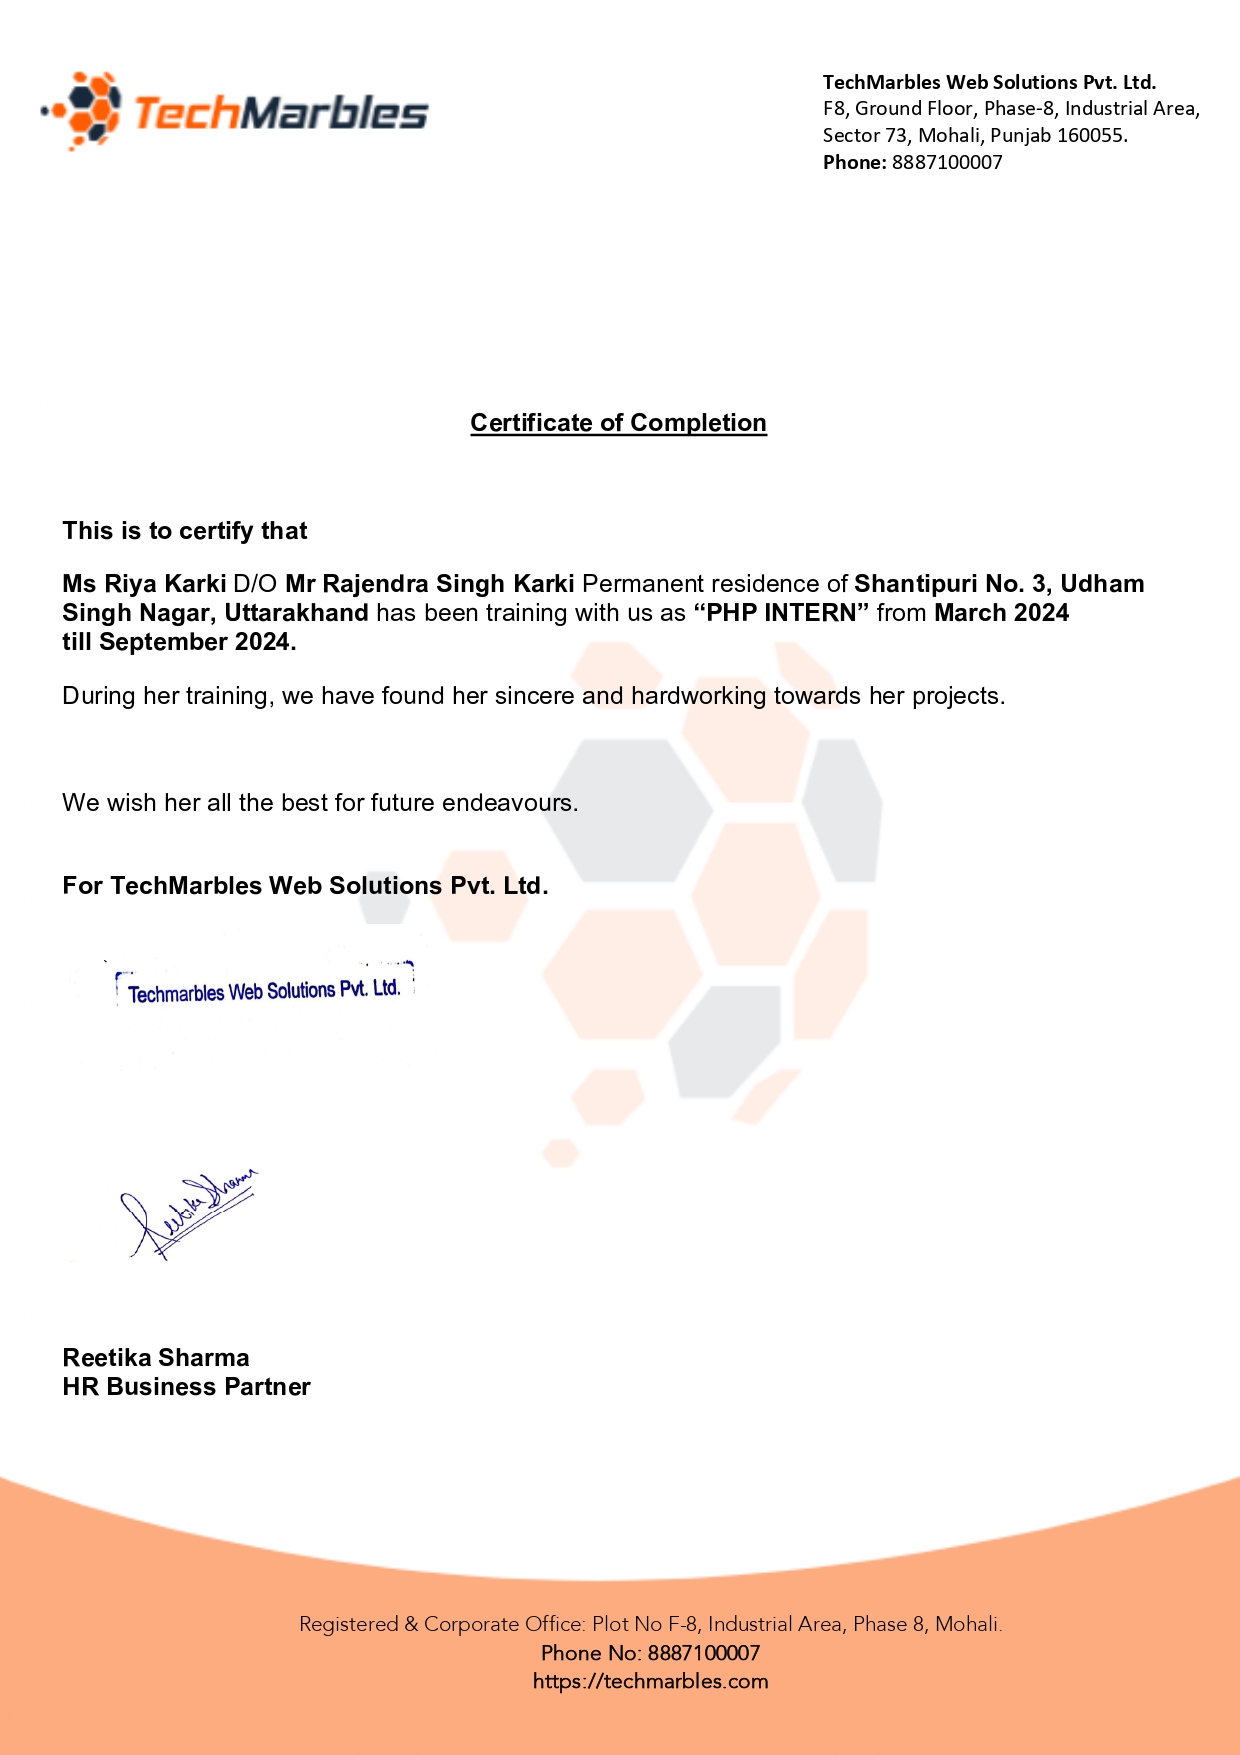 TechMarbles
TechMarbles Web Solutions Pvt. Ltd.
F8, Ground Floor, Phase-8, Industrial Area,
Sector 73, Mohali, Punjab 160055.
Phone: 8887100007
Certificate of Completion
This is to certify that
Ms Riya Karki D/O Mr Rajendra Singh Karki Permanent residence of Shantipuri No. 3, Udham
Singh Nagar, Uttarakhand has been training with us as “PHP INTERN” from March 2024
till September 2024.
During her training, we have found her sincere and hardworking towards her projects.
We wish her all the best for future endeavours.
For TechMarbles Web Solutions Pvt. Ltd.
Techmarbles Web Solutions Pvt. Ltd.
Reetika Sharma
Reetika Sharma
HR Business Partner
Registered & Corporate Office: Plot No F-8, Industrial Area, Phase 8, Mohali.
Phone No: 8887100007
https://techmarbles.com